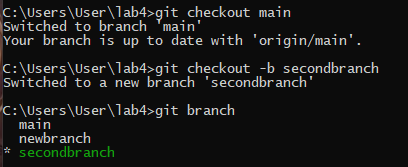 C:\Users\User\lab4>git checkout main
Switched to branch 'main'
Your branch is up to date with 'origin/main'.
C:\Users\User\lab4>git checkout -b secondbranch
Switched to a new branch 'secondbranch'
C:\Users\User\lab4>git branch
main
newbranch
* secondbranch